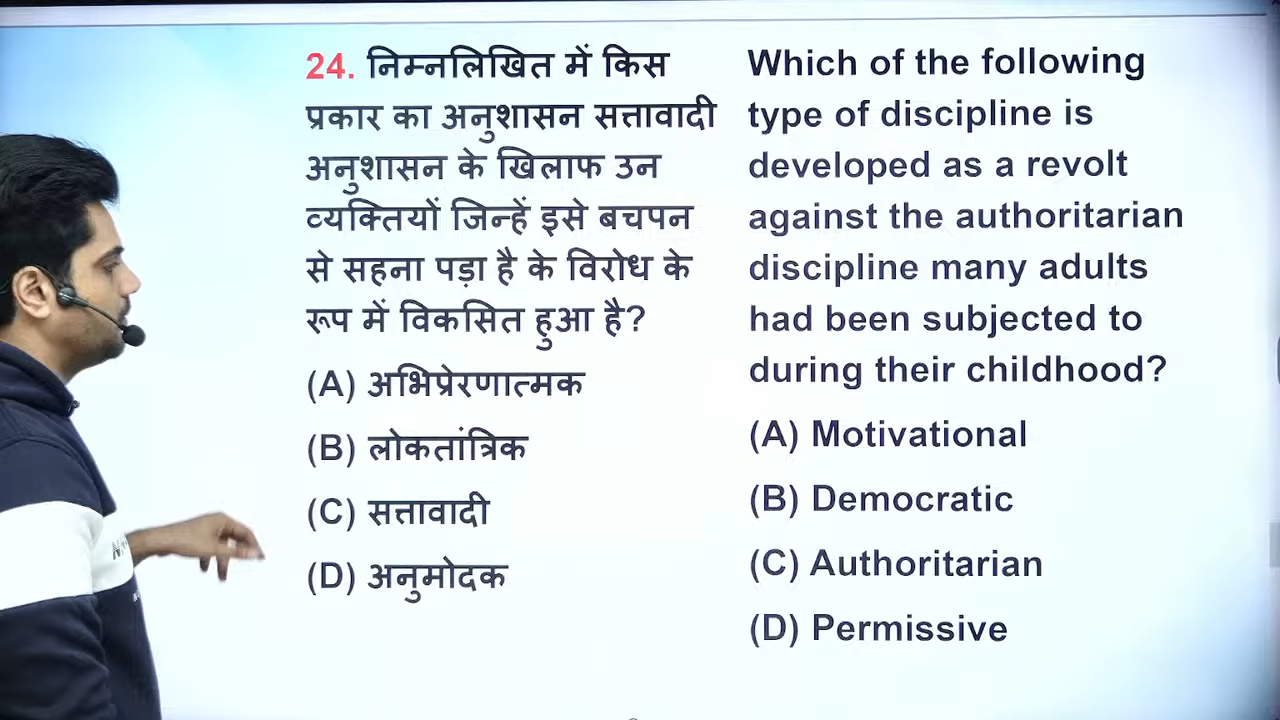 24. निम्नलिखित में किस
प्रकार का अनुशासन सत्तावादी
अनुशासन के खिलाफ उन
व्यक्तियों जिन्हें इसे बचपन
से सहना पड़ा है के विरोध के
रूप में विकसित हुआ है?
(A) अभिप्रेरणात्मक
(B) लोकतांत्रिक
(C) सत्तावादी
(D) अनुमोदक
Which of the following
type of discipline is
developed as a revolt
against the authoritarian
discipline many adults
had been subjected to
during their childhood?
(A) Motivational
(B) Democratic
(C) Authoritarian
(D) Permissive